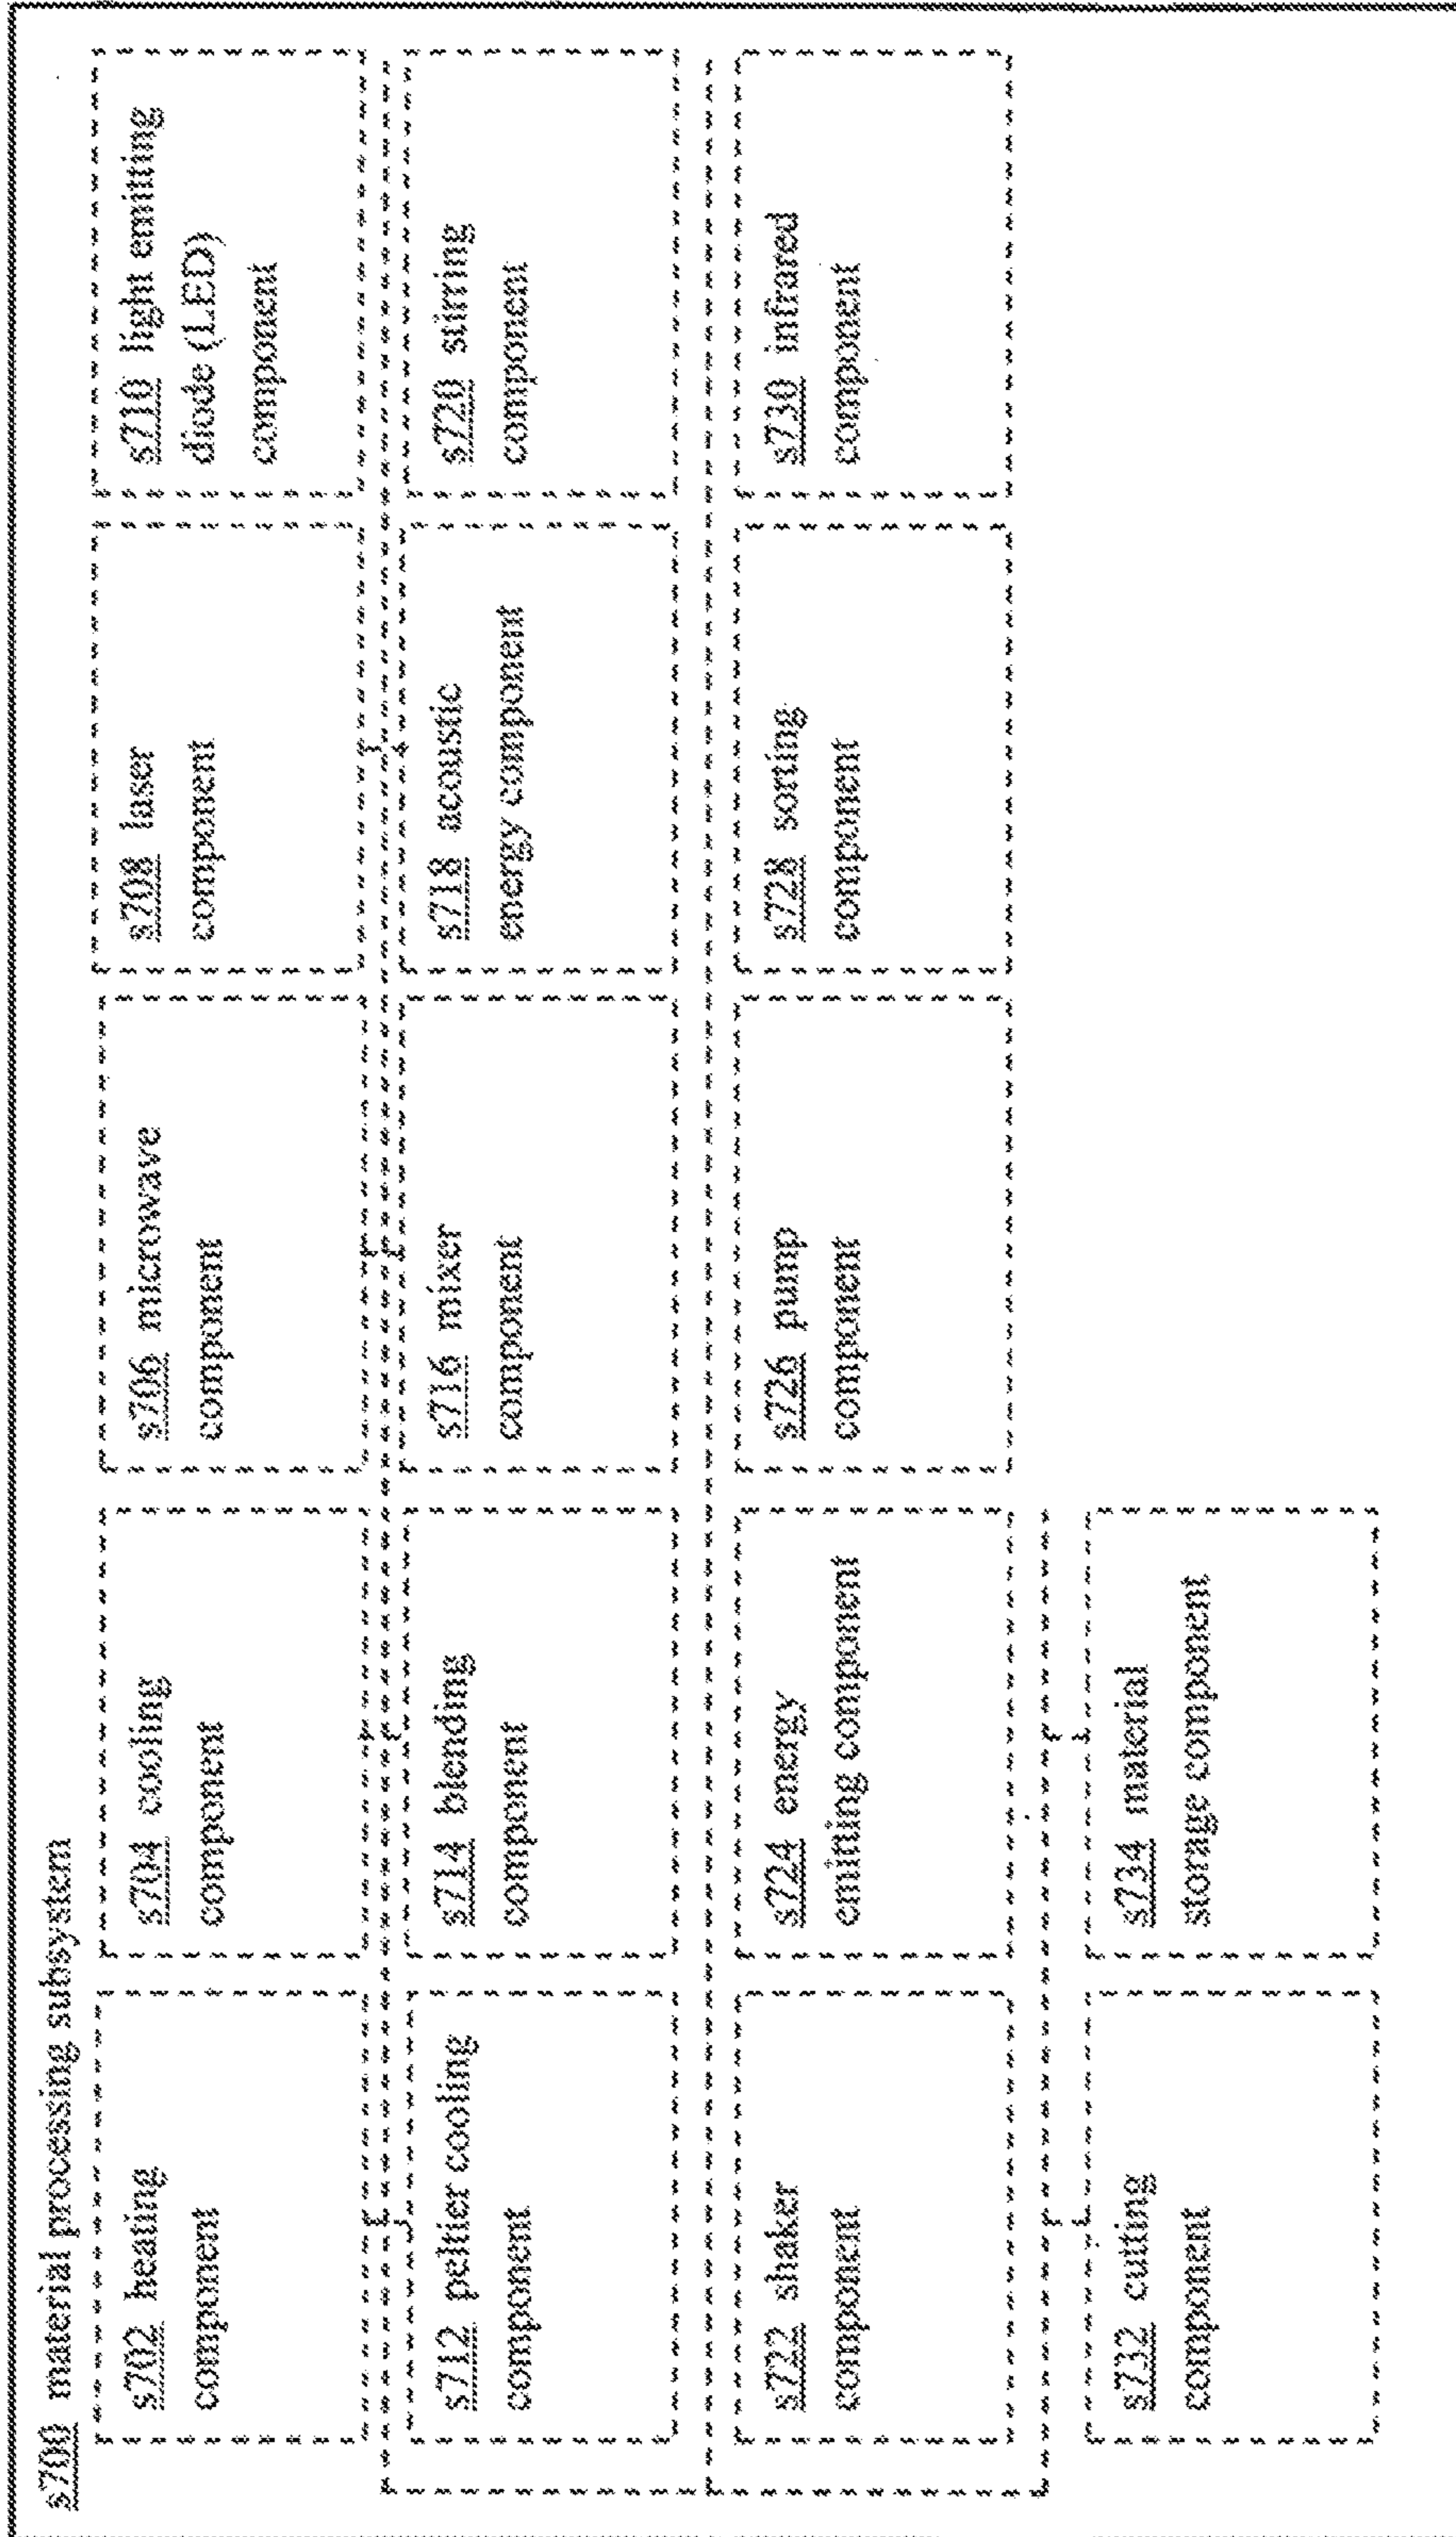 s700 material processing subsystem
s702 heating
component
s704 cooling
component
s706 microwave
component
s708 laser
component
s710 light emitting
diode (LED)
component
s712 peltier cooling
component
s714 blending
component
s716 mixer
component
s718 acoustic
energy component
s720 stirring
component
s722 shaker
component
s724 energy
emitting component
s726 pump
component
s728 sorting
component
s730 infrared
component
s732 cutting
component
s734 material
storage component